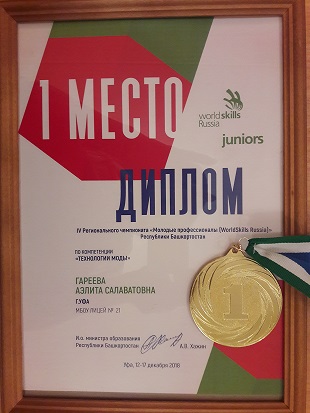 1 МЕСТО
worldskills
Russia
juniors
ДИПЛОМ
IV Регионального чемпионата «Молодые профессионалы (WorldSkills Russia)»
Республики Башкортостан
ПО КОМПЕТЕНЦИИ
«ТЕХНОЛОГИИ МОДЫ»
ГАРЕЕВА
АЭЛИТА САЛАВАТОВНА
Г.УФА
МБОУ ЛИЦЕЙ № 21
И.о. министра образования
Республики Башкортостан
А.В. Хажин
Уфа, 12-17 декабря 2018
1